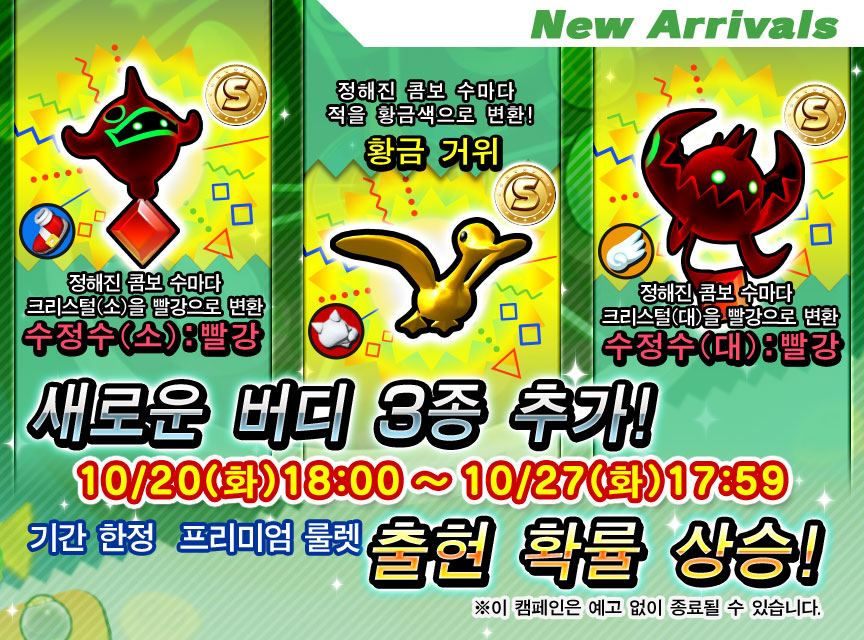 New Arrivals
S
정해진 콤보 수마다
크리스털(소)을 빨강으로 변환
수정수(소):빨강
정해진 콤보 수마다
적을 황금색으로 변환!
황금 거위
S
S
정해진 콤보 수마다
크리스털(대)을 빨강으로 변환
수정수(대):빨강
새로운 버디 3종 추가!
10/20(화)18:00 ~ 10/27(화)17:59
기간 한정 프리미엄 룰렛 출현 확률 상승!
※이 캠페인은 예고 없이 종료될 수 있습니다.